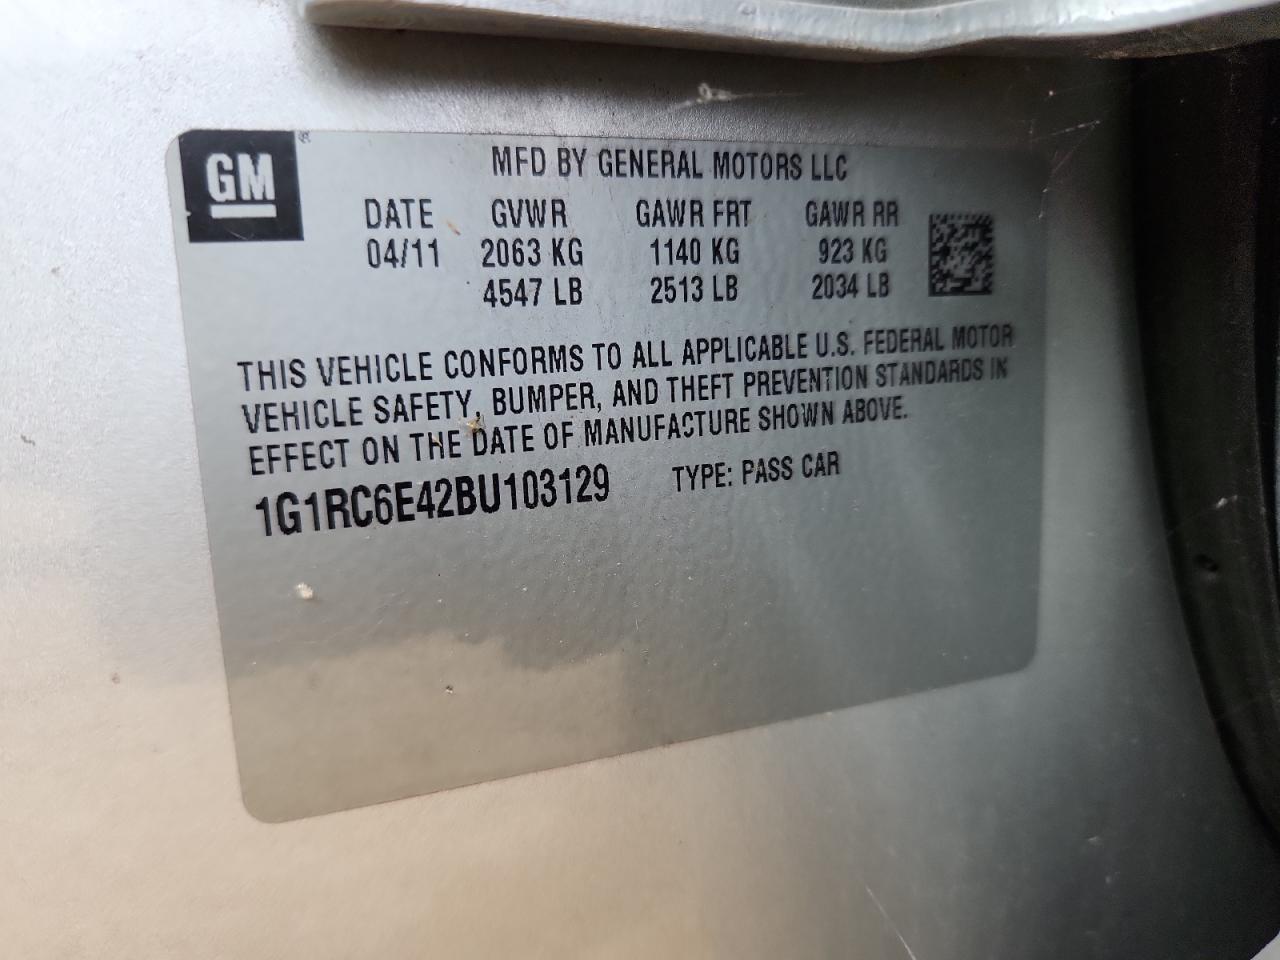 GM
MFD BY GENERAL MOTORS LLC
DATE GVWR GAWR FRT GAWR RR
04/11 2063 KG 1140 KG 923 KG
4547 LB 2513 LB 2034 LB
THIS VEHICLE CONFORMS TO ALL APPLICABLE U.S. FEDERAL MOTOR
VEHICLE SAFETY, BUMPER, AND THEFT PREVENTION STANDARDS IN
EFFECT ON THE DATE OF MANUFACTURE SHOWN ABOVE.
1G1RC6E42BU103129 TYPE: PASS CAR